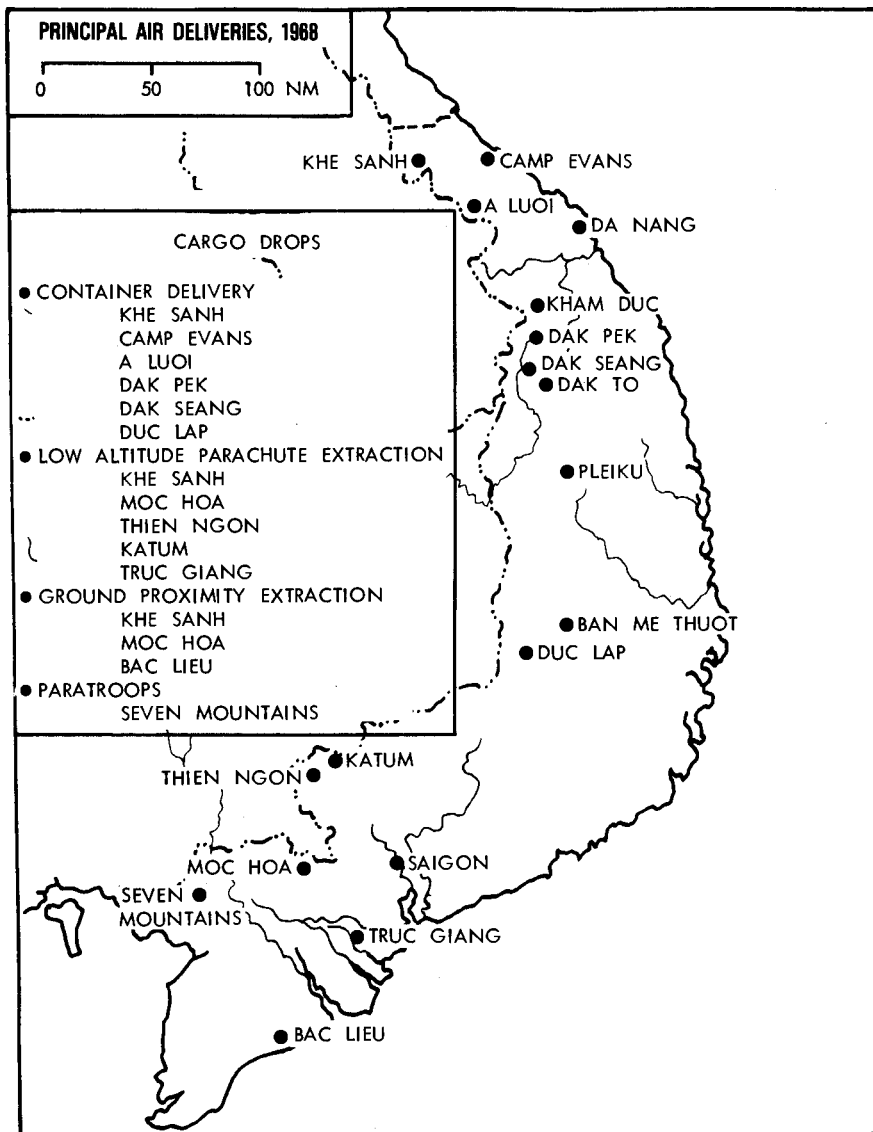 PRINCIPAL AIR DELIVERIES, 1968
0 50 100 NM
KHE SANH
CAMP EVANS
A LUOI
DA NANG
CARGO DROPS
CONTAINER DELIVERY
KHE SANH
CAMP EVANS
A LUOI
DAK PEK
DAK SEANG
DUC LAP
LOW ALTITUDE PARACHUTE EXTRACTION
KHE SANH
MOC HOA
THIEN NGON
KATUM
TRUC GIANG
GROUND PROXIMITY EXTRACTION
KHE SANH
MOC HOA
BAC LIEU
PARATROOPS
SEVEN MOUNTAINS
KHAM DUC
DAK PEK
DAK SEANG
DAK TO
PLEIKU
BAN ME THUOT
DUC LAP
KATUM
THIEN NGON
MOC HOA
SAIGON
SEVEN
MOUNTAINS
TRUC GIANG
BAC LIEU